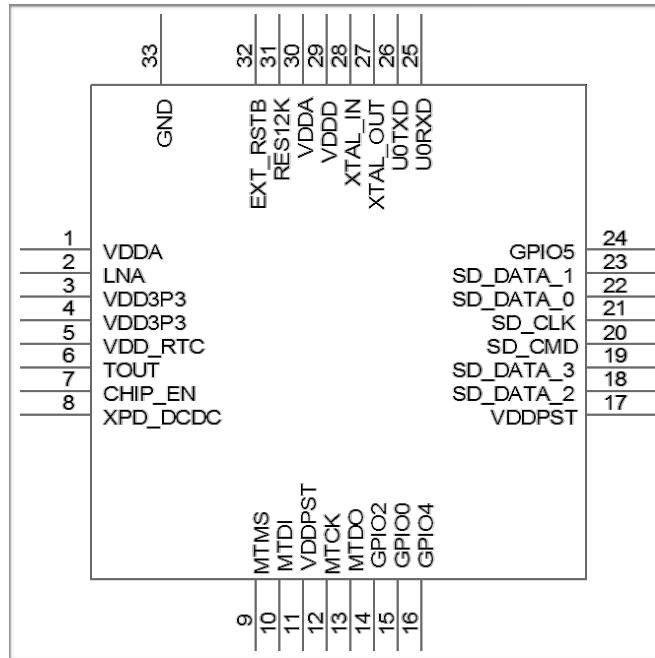 33
32
31
30
29
28
27
26
25
GND
EXT_RSTB
RES12K
VDDA
VDDD
XTAL_IN
XTAL_OUT
U0TXD
U0RXD
1 VDDA
2 LNA
3 VDD3P3
4 VDD3P3
5 VDD_RTC
6 TOUT
7 CHIP_EN
8 XPD_DCDC
GPIO5 24
SD_DATA_1 23
SD_DATA_0 22
SD_CLK 21
SD_CMD 20
SD_DATA_3 19
SD_DATA_2 18
VDDPST 17
MTMS
MTDI
VDDPST
MTCK
MTDO
GPIO2
GPIO0
GPIO4
9
10
11
12
13
14
15
16